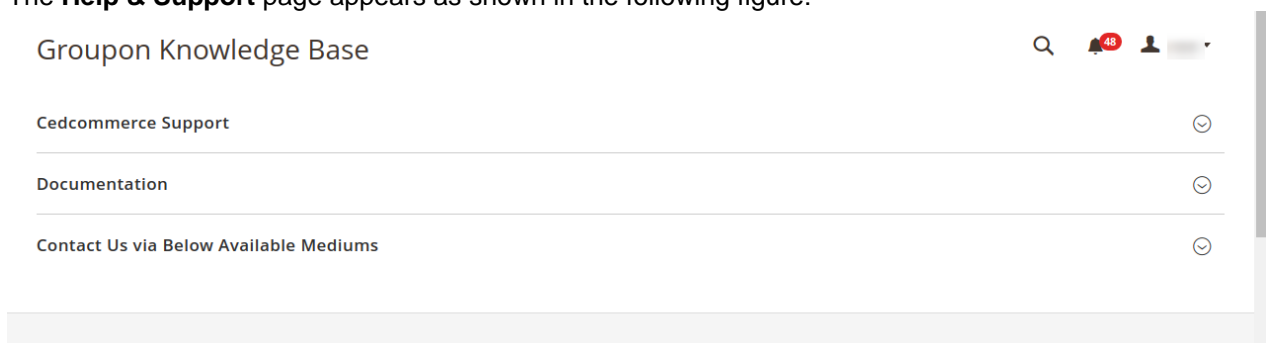 The Help & Support page appears as shown in the following figure.
Groupon Knowledge Base
48
Cedcommerce Support
Documentation
Contact Us via Below Available Mediums